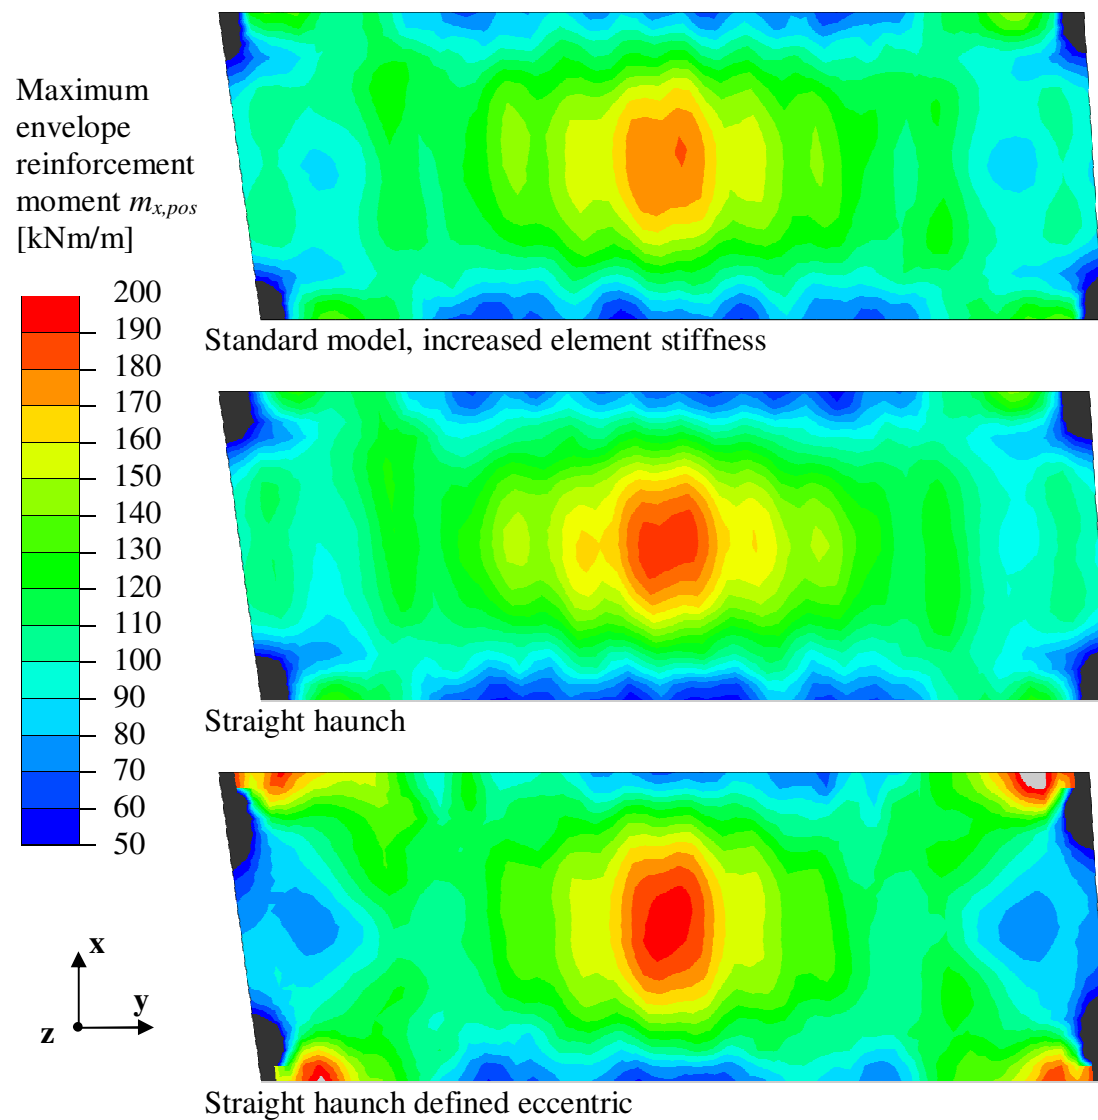 Maximum
envelope
reinforcement
moment mx,pos
[kNm/m]
200
190
180
170
160
150
140
130
120
110
100
90
80
70
60
50
Standard model, increased element stiffness
Straight haunch
x
y
z
Straight haunch defined eccentric